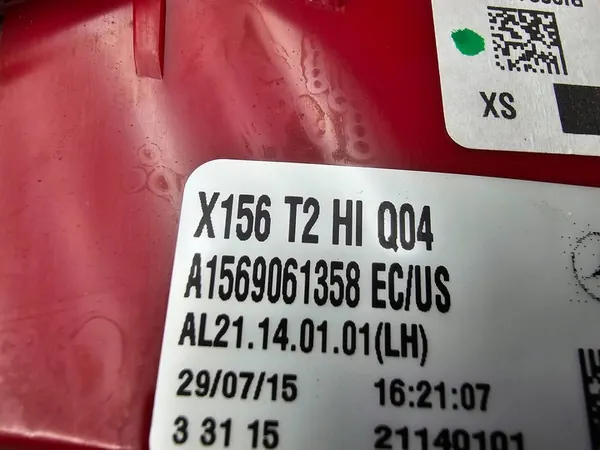 XS
X156 T2 HI Q04
A1569061358 EC/US
AL21.14.01.01(LH)
29/07/15 16:21:07
3 31 15 21140101